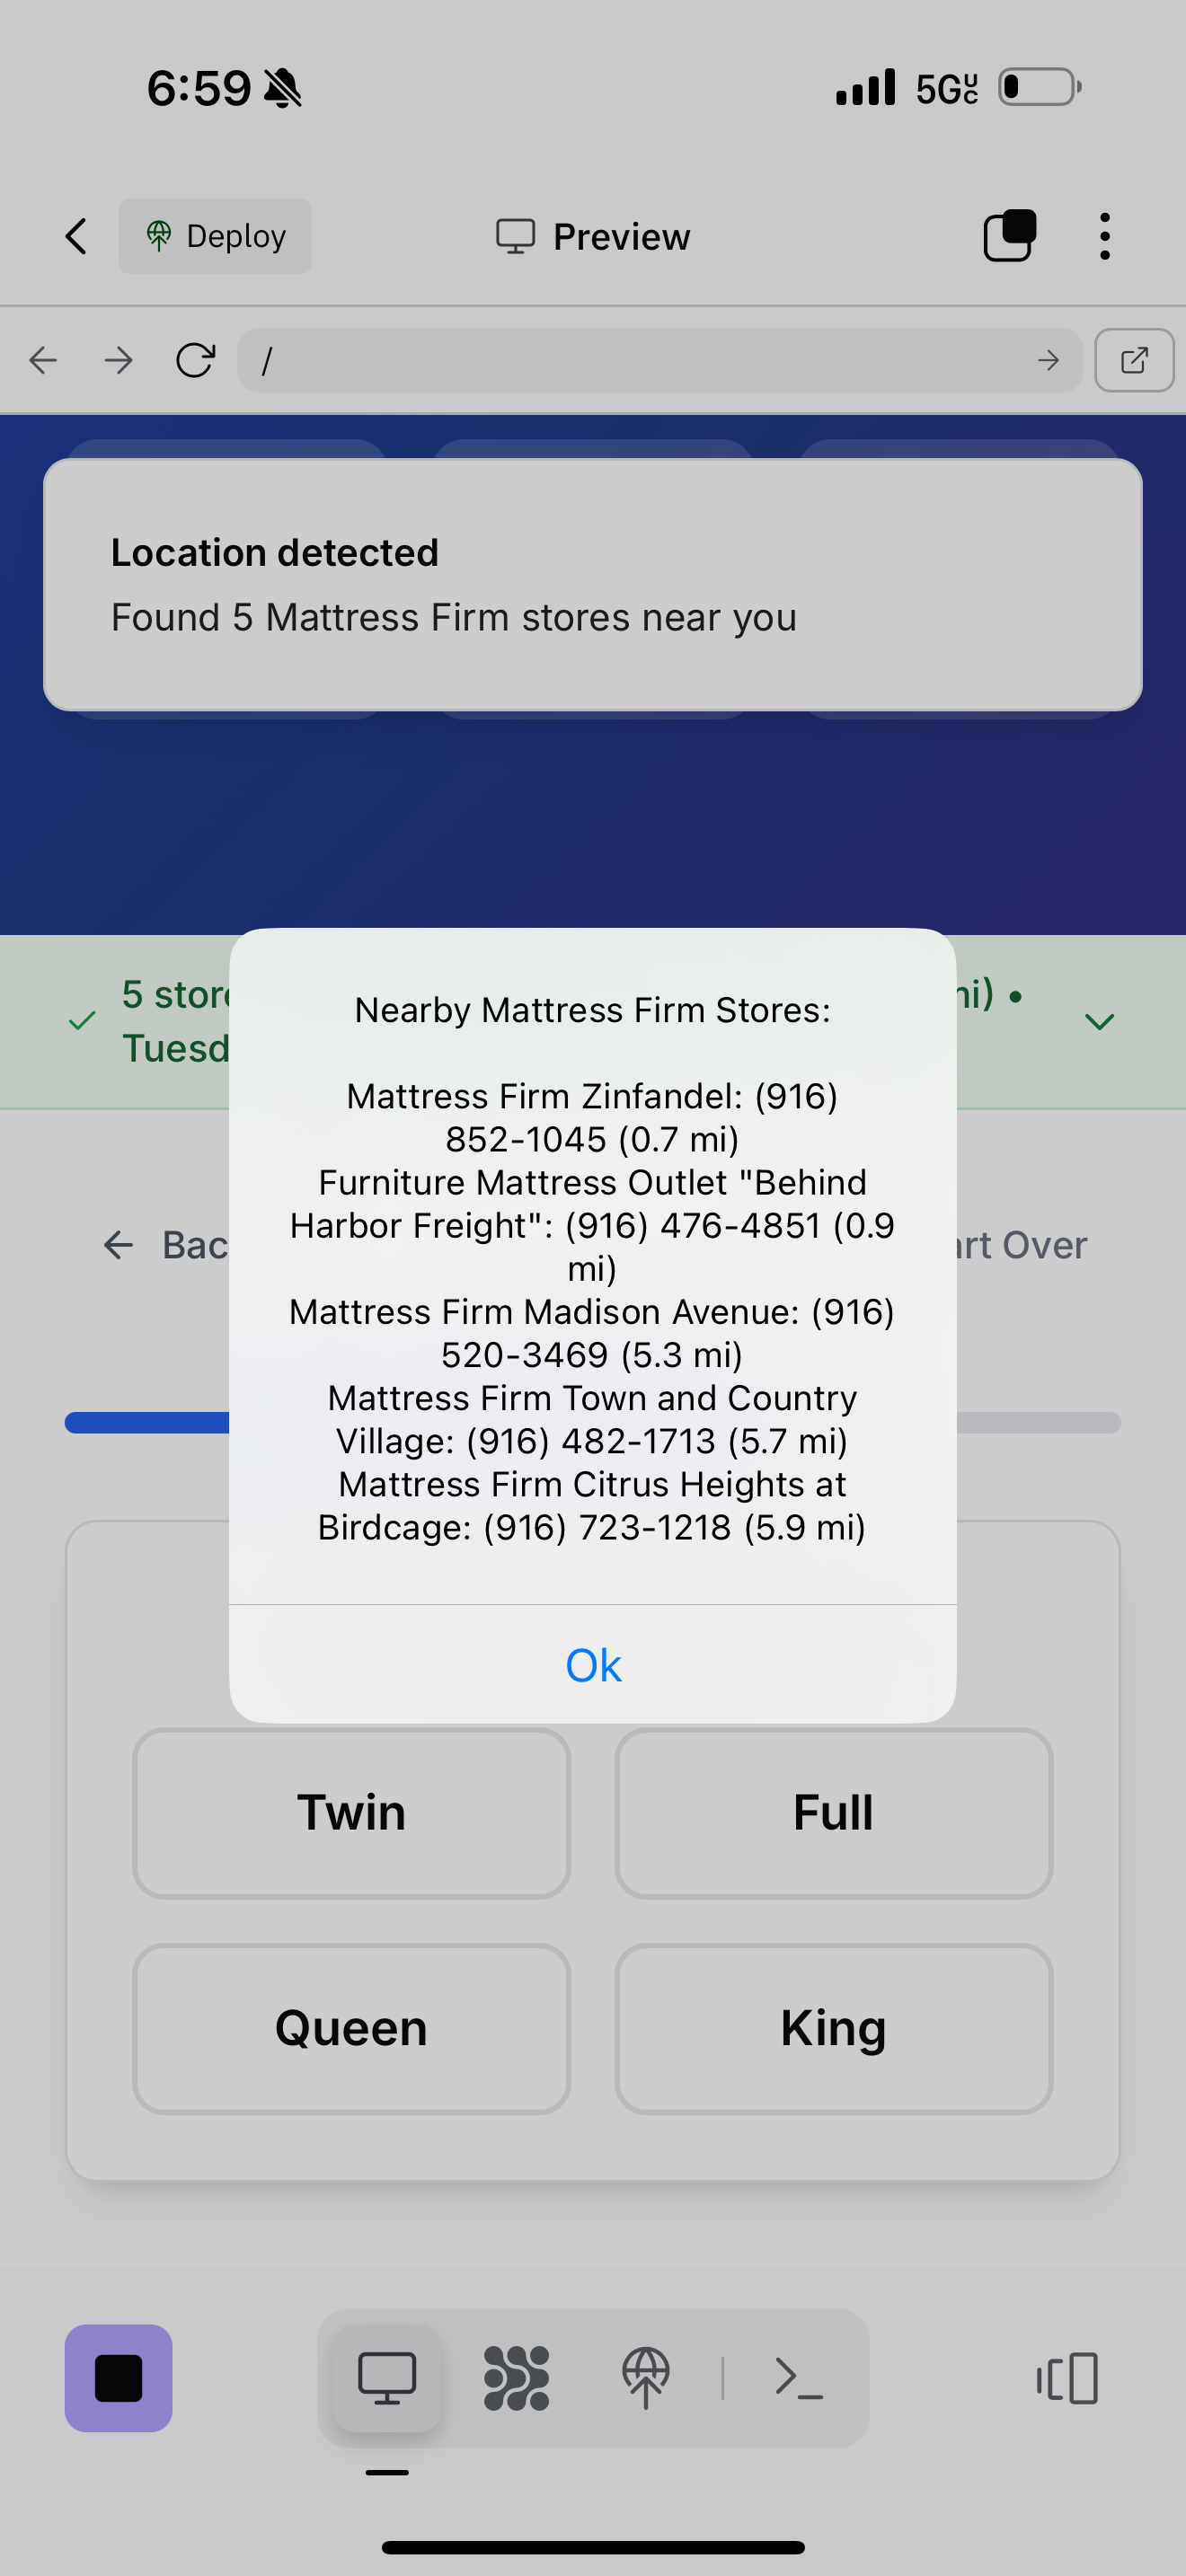 6:59
5G UC
Deploy
Preview
/
Location detected
Found 5 Mattress Firm stores near you
5 store
ni) •
Tuesd
Nearby Mattress Firm Stores:
Mattress Firm Zinfandel: (916)
852-1045 (0.7 mi)
Furniture Mattress Outlet "Behind
Harbor Freight": (916) 476-4851 (0.9
mi)
Mattress Firm Madison Avenue: (916)
520-3469 (5.3 mi)
Mattress Firm Town and Country
Village: (916) 482-1713 (5.7 mi)
Mattress Firm Citrus Heights at
Birdcage: (916) 723-1218 (5.9 mi)
Ok
Bac
art Over
Twin
Full
Queen
King